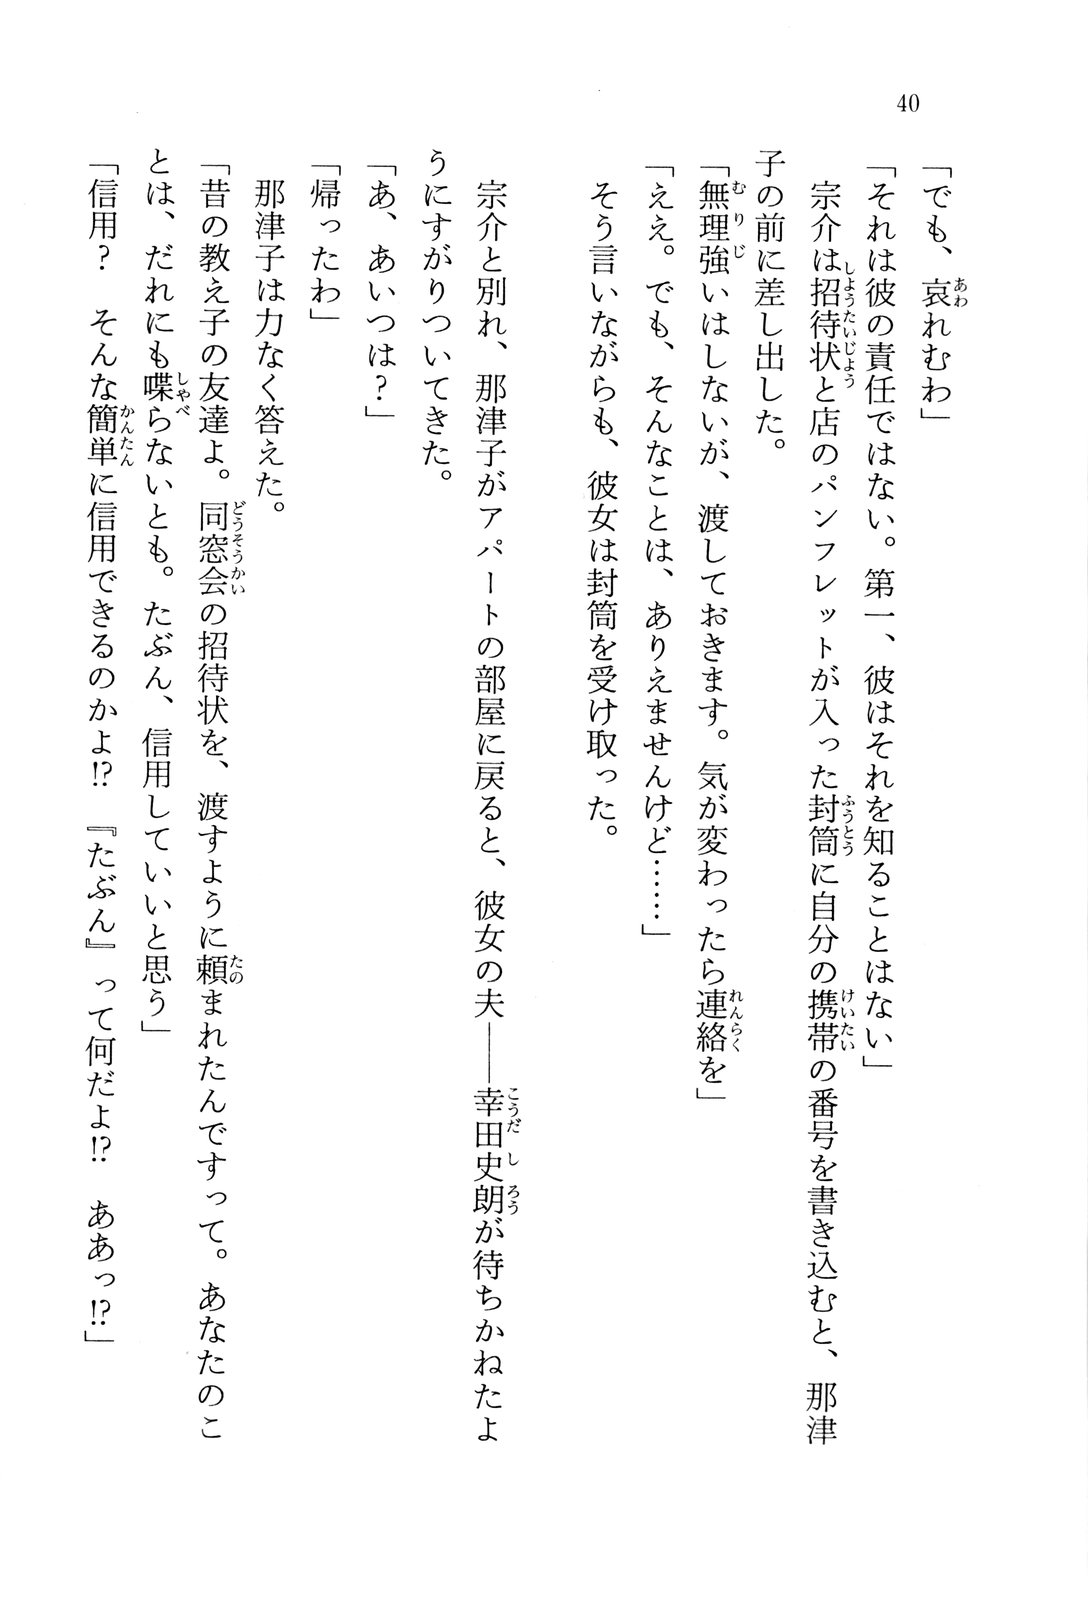 40
「でも、哀れむわ」
「それは彼の責任ではない。第一、彼はそれを知ることはない」
　宗介は招待状と店のパンフレットが入った封筒に自分の携帯の番号を書き込むと、那津
子の前に差し出した。
「無理強いはしないが、渡しておきます。気が変わったら連絡を」
「ええ。でも、そんなことは、ありえませんけど……」
　そう言いながらも、彼女は封筒を受け取った。
　宗介と別れ、那津子がアパートの部屋に戻ると、彼女の夫――幸田史朗が待ちかねたよ
うにすがりついてきた。
「あ、あいつは？」
「帰ったわ」
　那津子は力なく答えた。
「昔の教え子の友達よ。同窓会の招待状を、渡すように頼まれたんですって。あなたのこ
とは、だれにも喋らないとも。たぶん、信用していいと思う」
「信用？　そんな簡単に信用できるのかよ!?　『たぶん』って何だよ!?　ああっ!?」